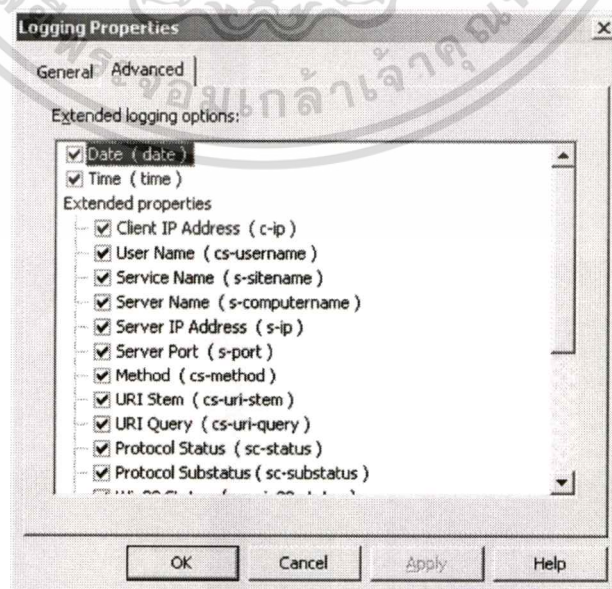 Logging Properties
General Advanced
Extended logging options:
Date ( date )
Time ( time )
Extended properties
Client IP Address ( c-ip )
User Name ( cs-username )
Service Name ( s-sitename )
Server Name ( s-computername )
Server IP Address ( s-ip )
Server Port ( s-port )
Method ( cs-method )
URI Stem ( cs-uri-stem )
URI Query ( cs-uri-query )
Protocol Status ( sc-status )
Protocol Substatus ( sc-substatus )
OK Cancel Apply Help